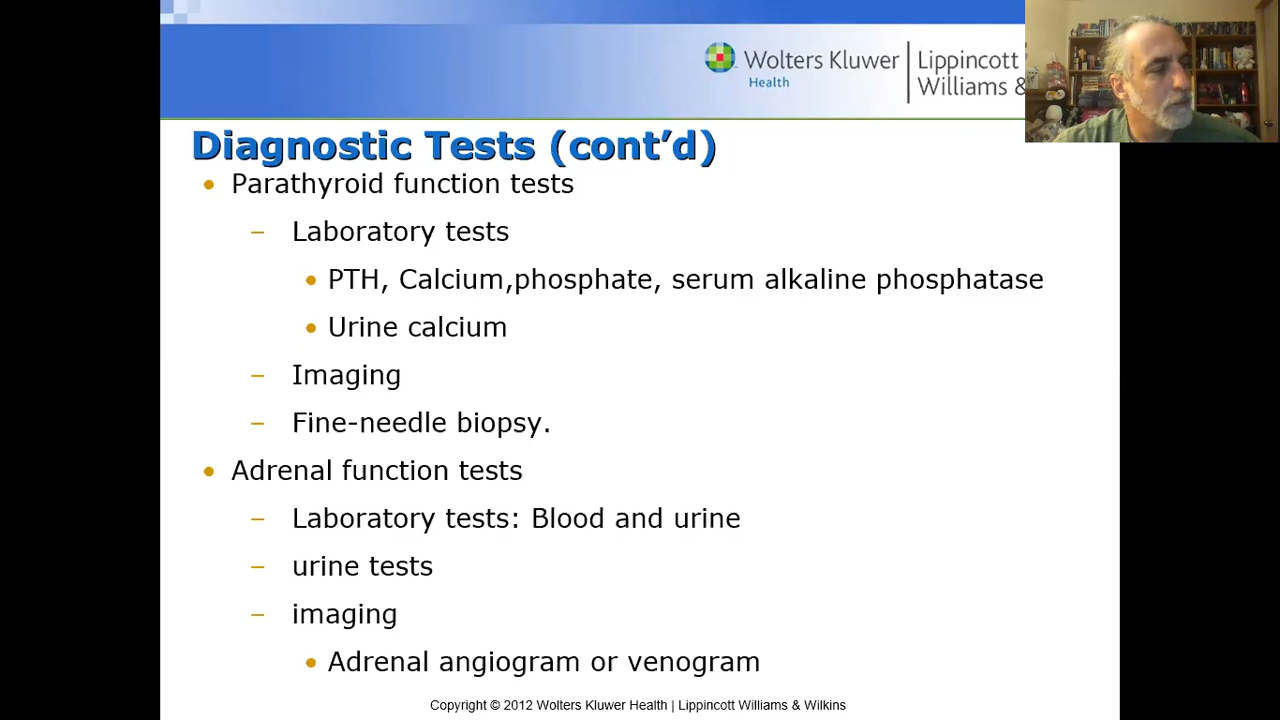 Wolters Kluwer
Health
Lippincott
Williams &
Diagnostic Tests (cont’d)
• Parathyroid function tests
– Laboratory tests
• PTH, Calcium,phosphate, serum alkaline phosphatase
• Urine calcium
– Imaging
– Fine-needle biopsy.
• Adrenal function tests
– Laboratory tests: Blood and urine
– urine tests
– imaging
• Adrenal angiogram or venogram
Copyright © 2012 Wolters Kluwer Health | Lippincott Williams & Wilkins